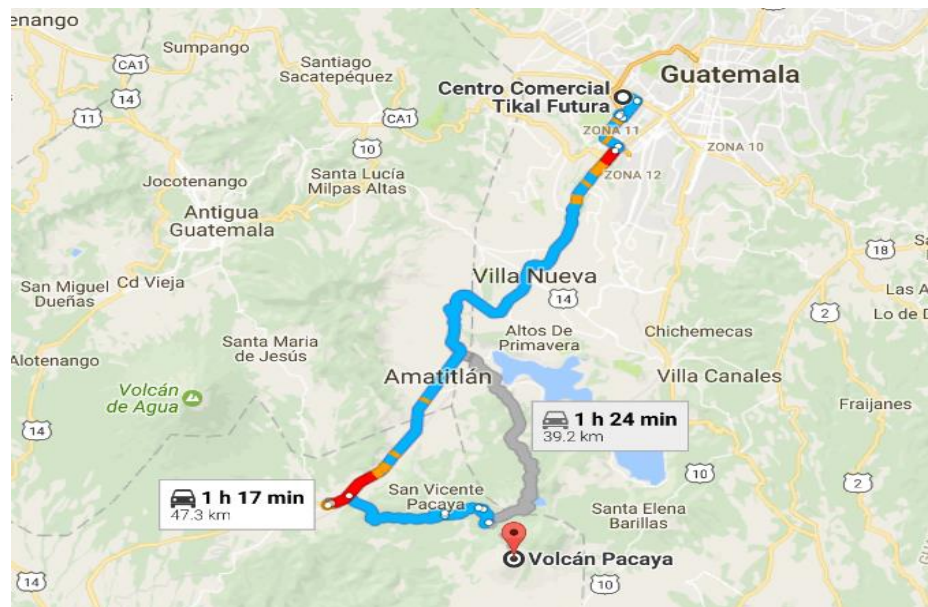 tenango
Sumpango
CA1
14
Santiago
Sacatepéquez
11
CA1
10
Centro Comercial
Tikal Futura
Guatemala
ZONA 11
ZONA 10
ZONA 12
Santa Lucía
Milpas Altas
Jocotenango
Antigua
Guatemala
18
San Miguel
Dueñas
Cd Vieja
Villa Nueva
14
Las A
2
Lo de D
Santa Maria
de Jesús
Altos De
Primavera
Chichemecas
Alotenango
Amatitlán
Villa Canales
Volcán
de Agua
Fraijanes
14
1 h 24 min
39.2 km
10
2
1 h 17 min
47.3 km
San Vicente
Pacaya
Santa Elena
Barillas
Volcán Pacaya
14
10